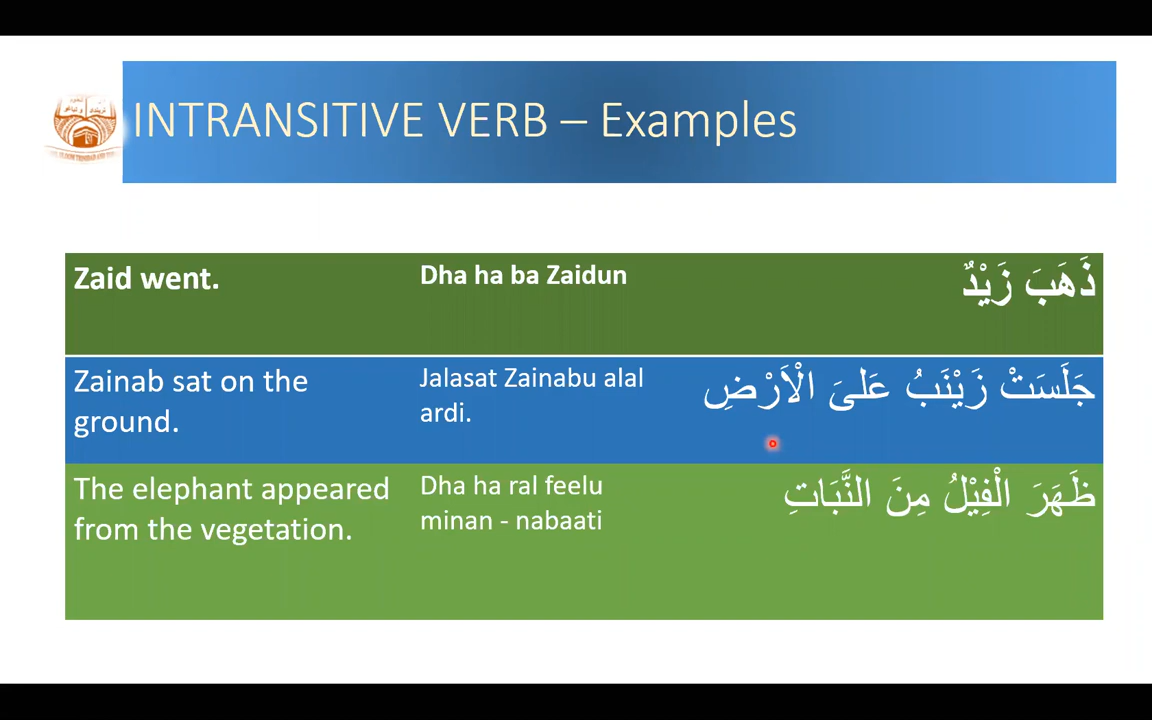 INTRANSITIVE VERB – Examples
Zaid went.
Dha ha ba Zaidun
ذَهَبَ زَيْدٌ
Zainab sat on the
ground.
Jalasat Zainabu alal
ardi.
جَلَسَتْ زَيْنَبُ عَلىَ الْاَرْضِ
The elephant appeared
from the vegetation.
Dha ha ral feelu
minan - nabaati
ظَهَرَ الْفِيْلُ مِنَ النَّبَاتِ